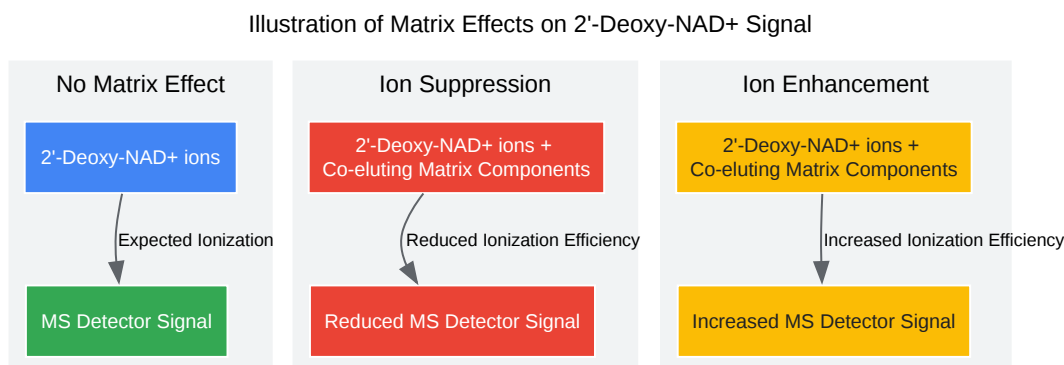 Illustration of Matrix Effects on 2'-Deoxy-NAD+ Signal
No Matrix Effect
2'-Deoxy-NAD+ ions
Expected Ionization
MS Detector Signal
Ion Suppression
2'-Deoxy-NAD+ ions +
Co-eluting Matrix Components
Reduced Ionization Efficiency
Reduced MS Detector Signal
Ion Enhancement
2'-Deoxy-NAD+ ions +
Co-eluting Matrix Components
Increased Ionization Efficiency
Increased MS Detector Signal